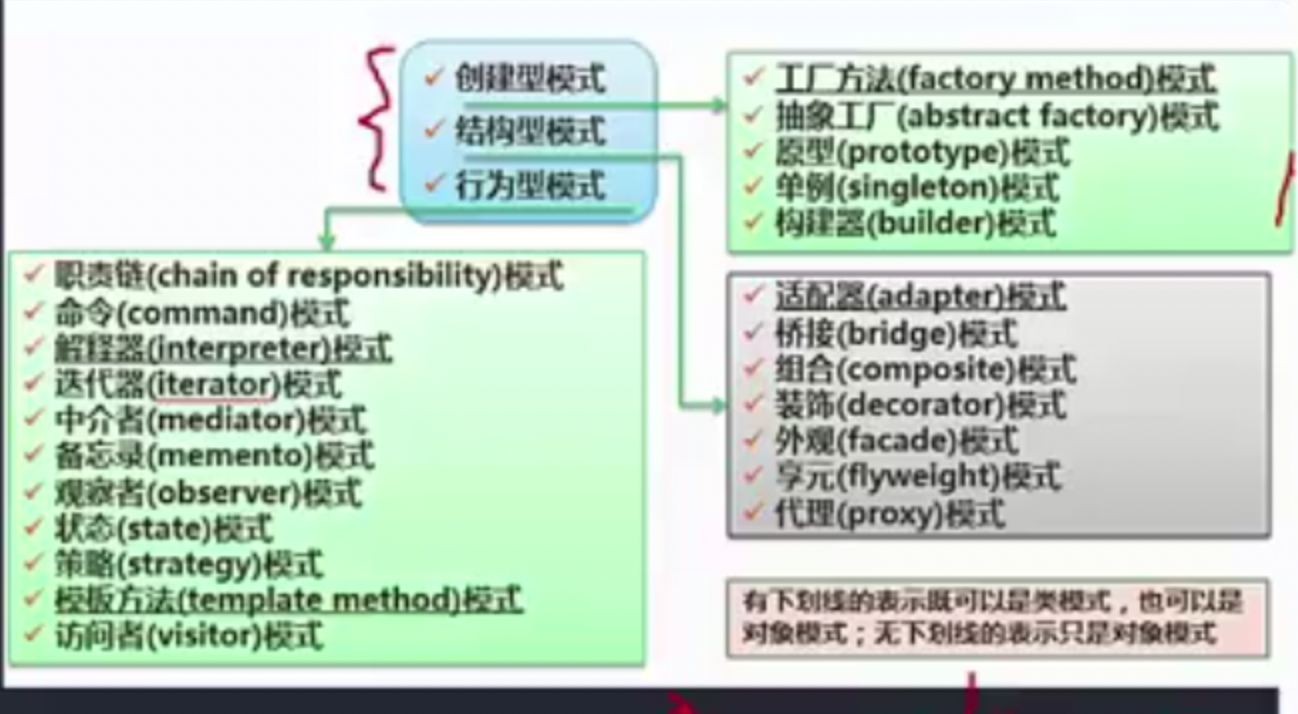 创建型模式
结构型模式
行为型模式
工厂方法(factory method)模式
抽象工厂(abstract factory)模式
原型(prototype)模式
单例(singleton)模式
构建器(builder)模式
职责链(chain of responsibility)模式
命令(command)模式
解释器(interpreter)模式
迭代器(iterator)模式
中介者(mediator)模式
备忘录(memento)模式
观察者(observer)模式
状态(state)模式
策略(strategy)模式
模板方法(template method)模式
访问者(visitor)模式
适配器(adapter)模式
桥接(bridge)模式
组合(composite)模式
装饰(decorator)模式
外观(facade)模式
享元(flyweight)模式
代理(proxy)模式
有下划线的表示既可以是类模式，也可以是
对象模式；无下划线的表示只是对象模式